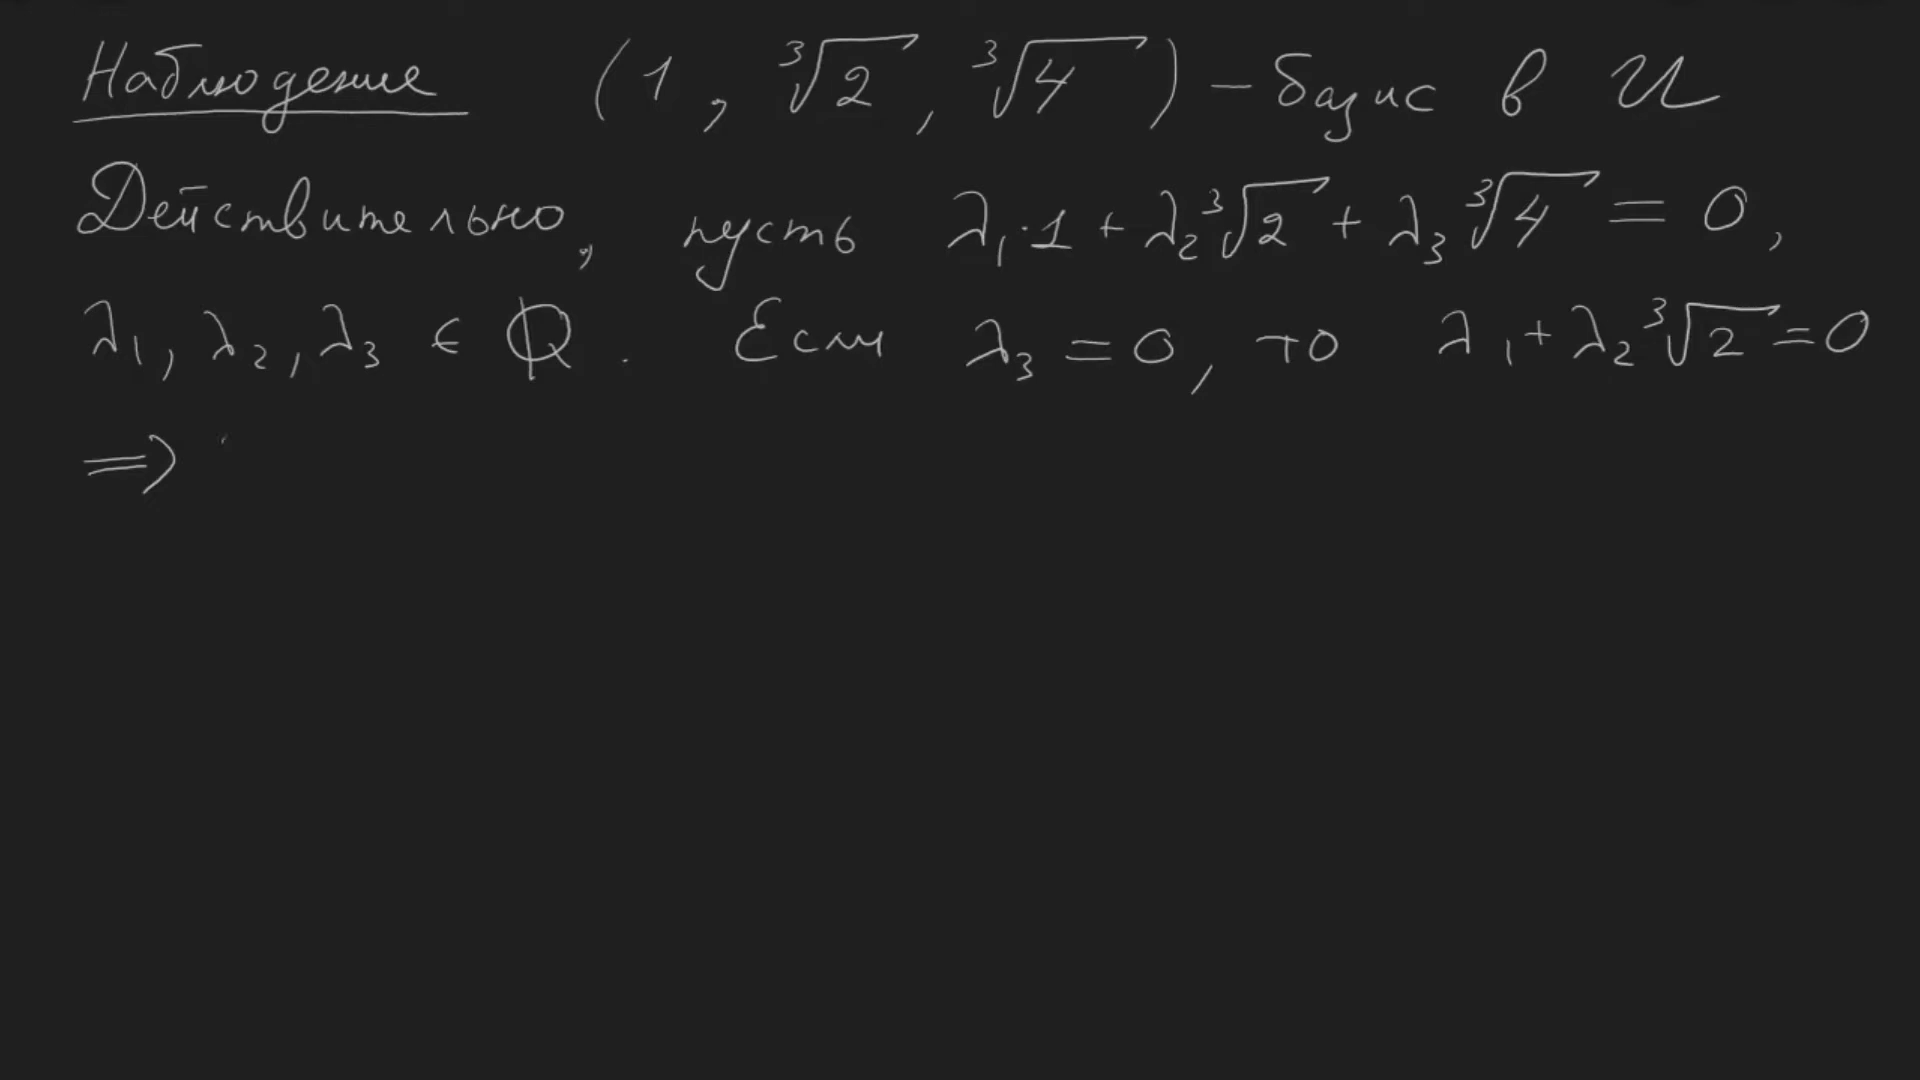 Наблюдение (1, ∛2, ∛4) – базис в U
Действительно, пусть λ₁·1 + λ₂∛2 + λ₃∛4 = 0,
λ₁, λ₂, λ₃ ∈ ℚ. Если λ₃ = 0, то λ₁ + λ₂∛2 = 0
⇒